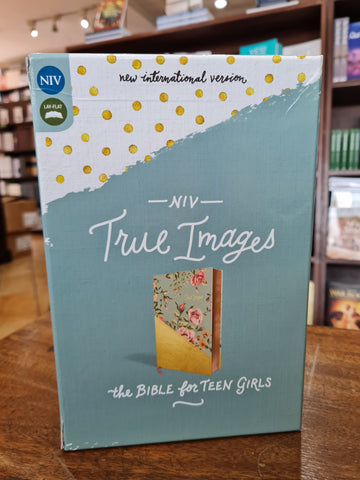 NIV
LAY-FLAT
new international version
NIV
True Images
the BIBLE for TEEN GIRLS